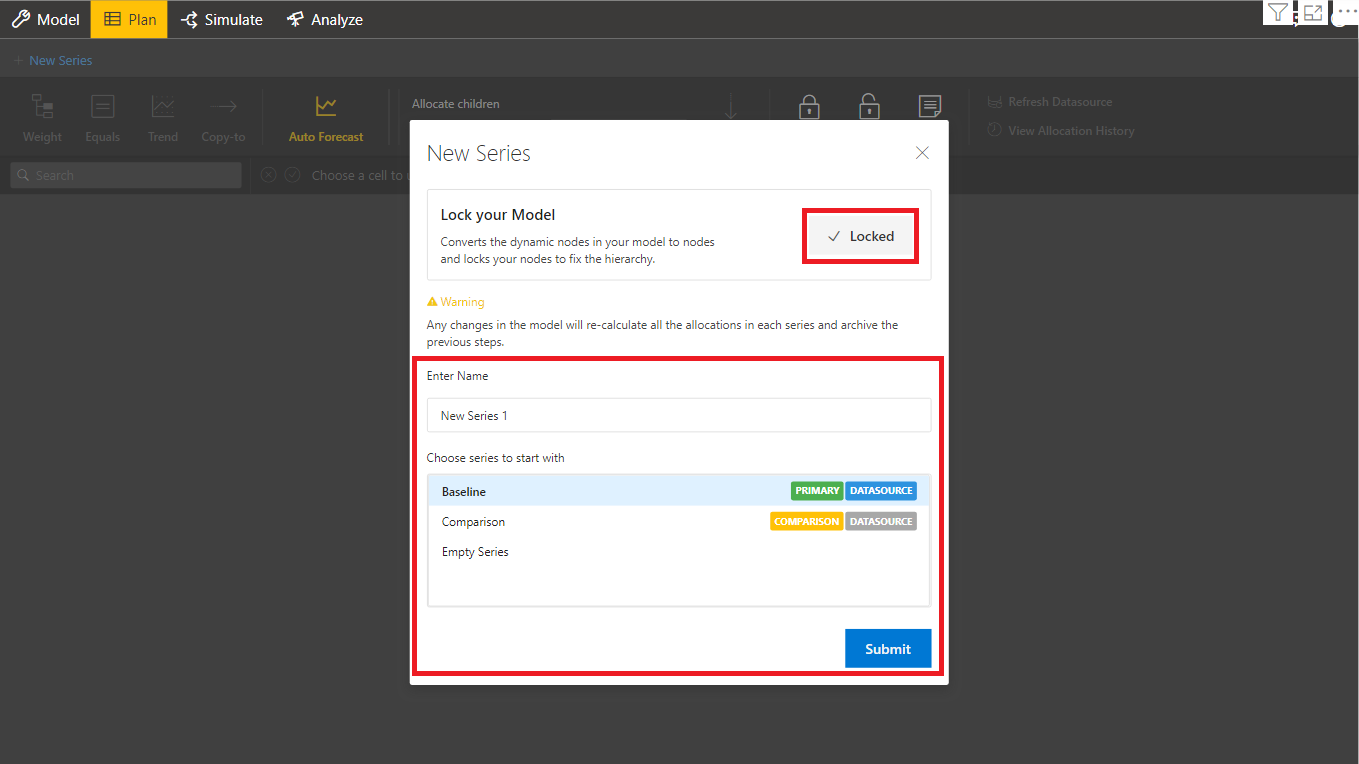 Model Plan Simulate Analyze
+ New Series
Weight Equals Trend Copy-to Auto Forecast Allocate children Refresh Datasource
View Allocation History
Search Choose a cell to
New Series
Lock your Model
Converts the dynamic nodes in your model to nodes
and locks your nodes to fix the hierarchy.
Locked
Warning
Any changes in the model will re-calculate all the allocations in each series and archive the
previous steps.
Enter Name
New Series 1
Choose series to start with
Baseline PRIMARY DATASOURCE
Comparison COMPARISON DATASOURCE
Empty Series
Submit